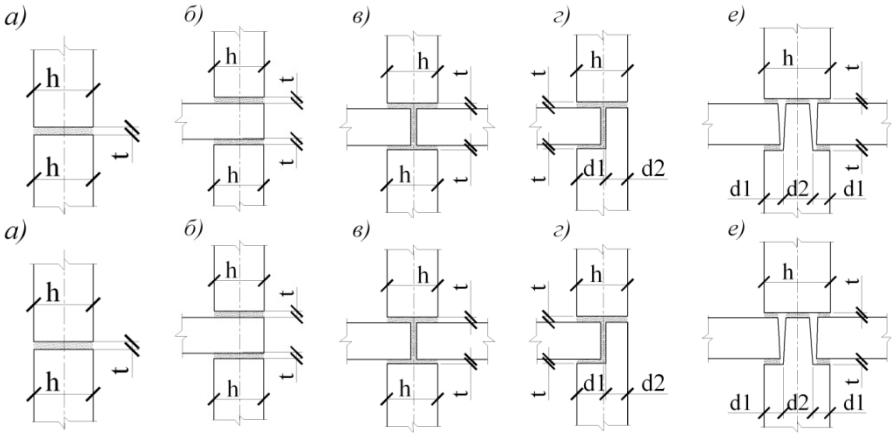 а) б) в) г) е)
h h h h h
t t t t
t
h h h d1 d2 d1 d2 d1
t t t t
а) б) в) г) е)
h h h h h
t t t t
t
h h h d1 d2 d1 d2 d1
t t t t